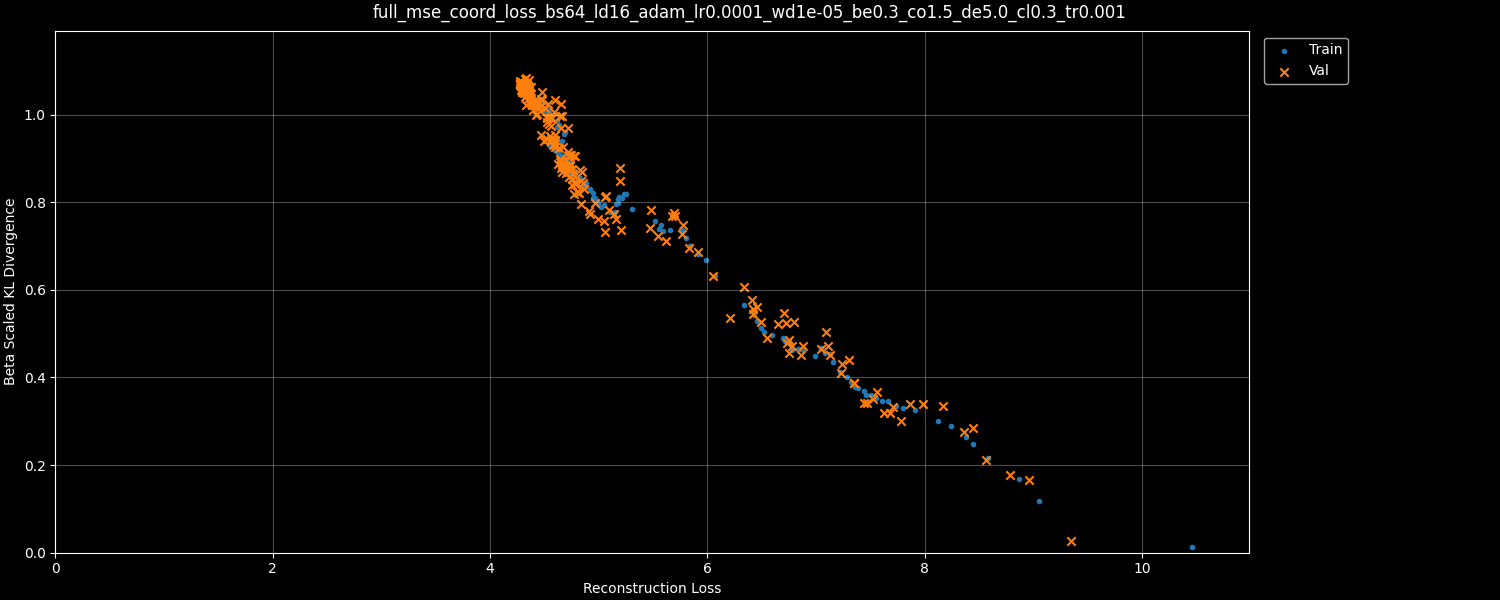 full_mse_coord_loss_bs64_ld16_adam_lr0.0001_wd1e-05_be0.3_co1.5_de5.0_cl0.3_tr0.001
Train
Val
Beta Scaled KL Divergence
1.0
0.8
0.6
0.4
0.2
0.0
0 2 4 6 8 10
Reconstruction Loss